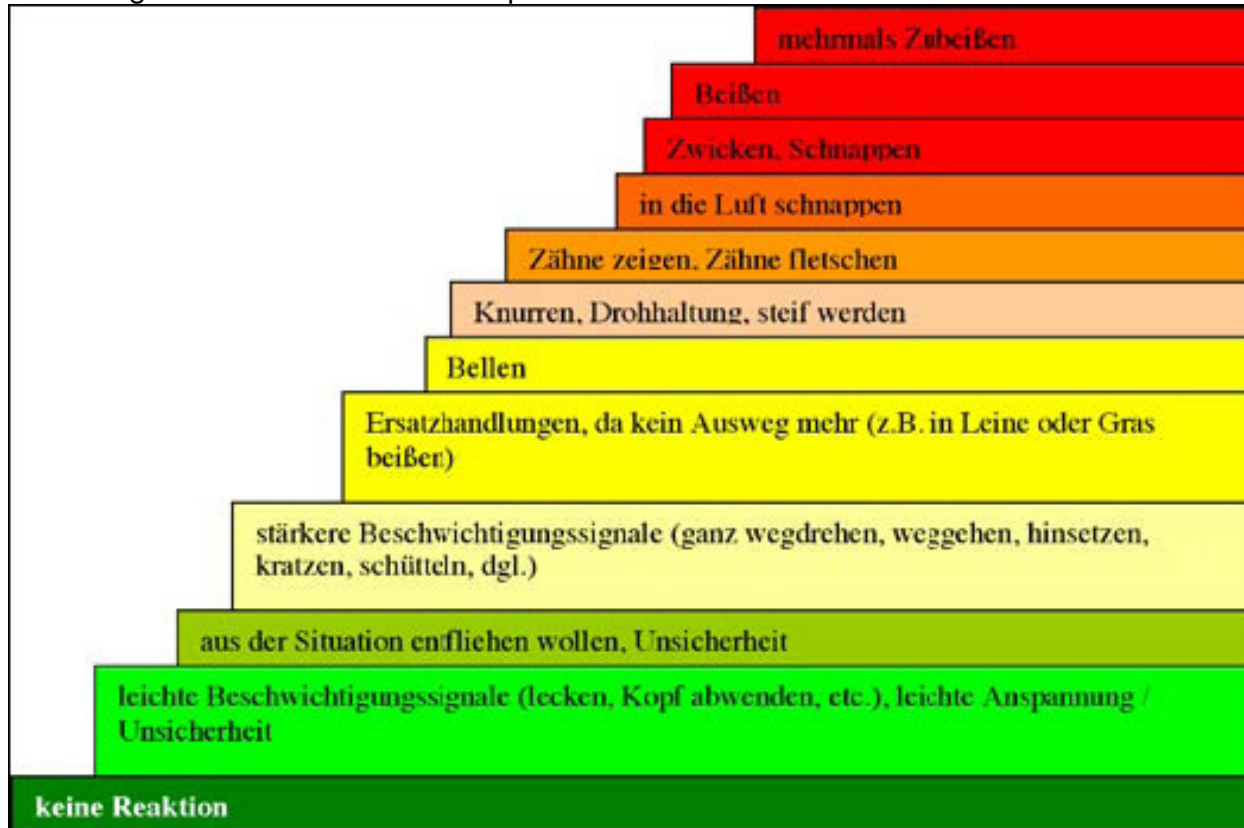 mehrmals Zubeißen
Beißen
Zwicken, Schnappen
in die Luft schnappen
Zähne zeigen, Zähne fletschen
Knurren, Drohhaltung, steif werden
Bellen
Ersatzhandlungen, da kein Ausweg mehr (z.B. in Leine oder Gras
beißen)
stärkere Beschwichtigungssignale (ganz wegdrehen, weggehen, hinsetzen,
kratzen, schütteln, dgl.)
aus der Situation entfliehen wollen, Unsicherheit
leichte Beschwichtigungssignale (lecken, Kopf abwenden, etc.), leichte Anspannung /
Unsicherheit
keine Reaktion